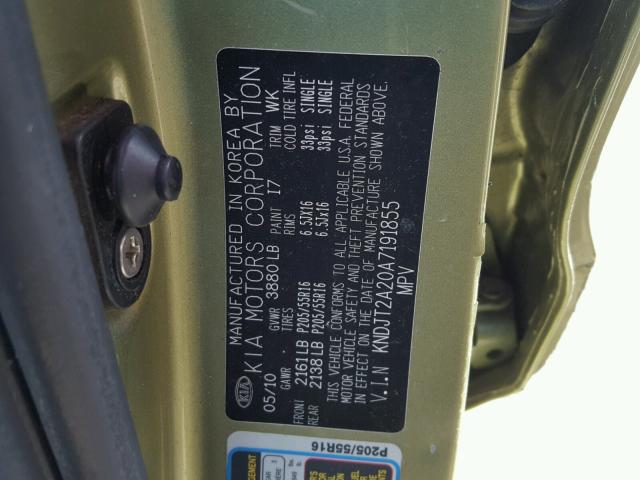 KIA
MANUFACTURED IN KOREA BY
KIA MOTORS CORPORATION
05/10 GVWR 3880LB PAINT I7 TRIM WK
GAWR TIRES RIMS COLD TIRE INFL
FRONT 2161LB P205/55R16 6.5JX16 33psi SINGLE
REAR 2138LB P205/55R16 6.5JX16 33psi SINGLE
THIS VEHICLE CONFORMS TO ALL APPLICABLE U.S.A. FEDERAL
MOTOR VEHICLE SAFETY AND THEFT PREVENTION STANDARDS
IN EFFECT ON THE DATE OF MANUFACTURE SHOWN ABOVE.
V.I.N KNDJT2A20A7191855
MPV
P205/55R16